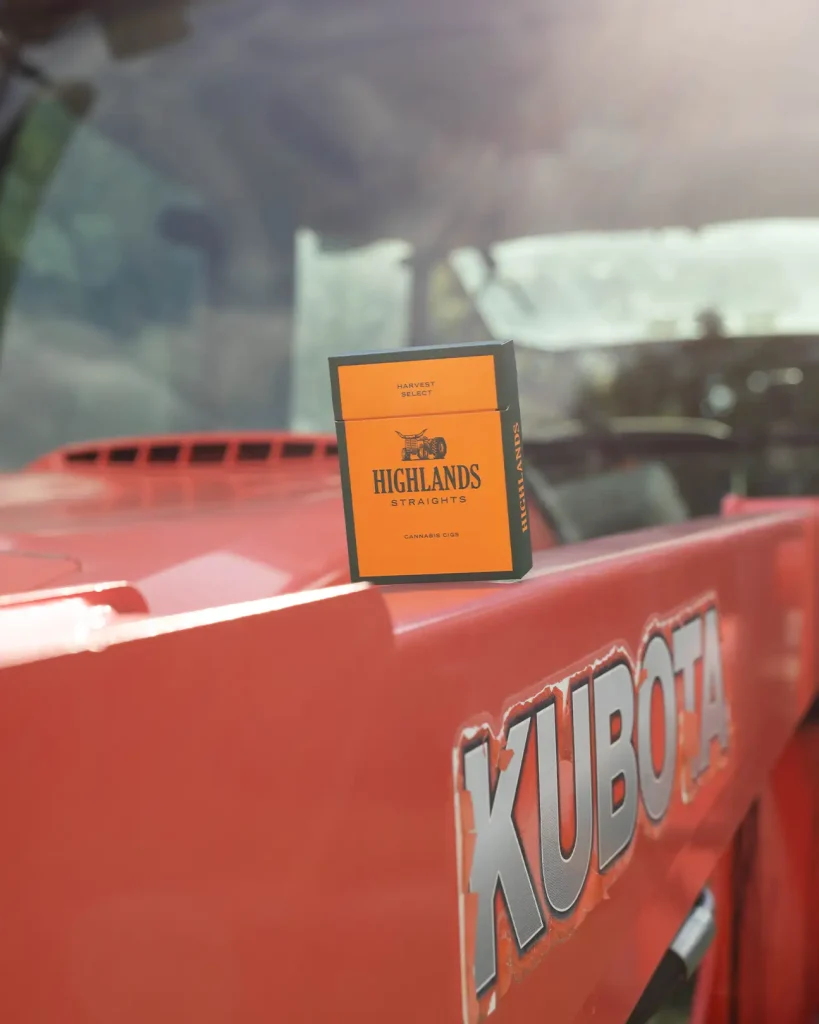 HARVEST
SELECT
HIGHLANDS
STRAIGHTS
CANNABIS CIGS
HIGHLANDS
KUBOTA